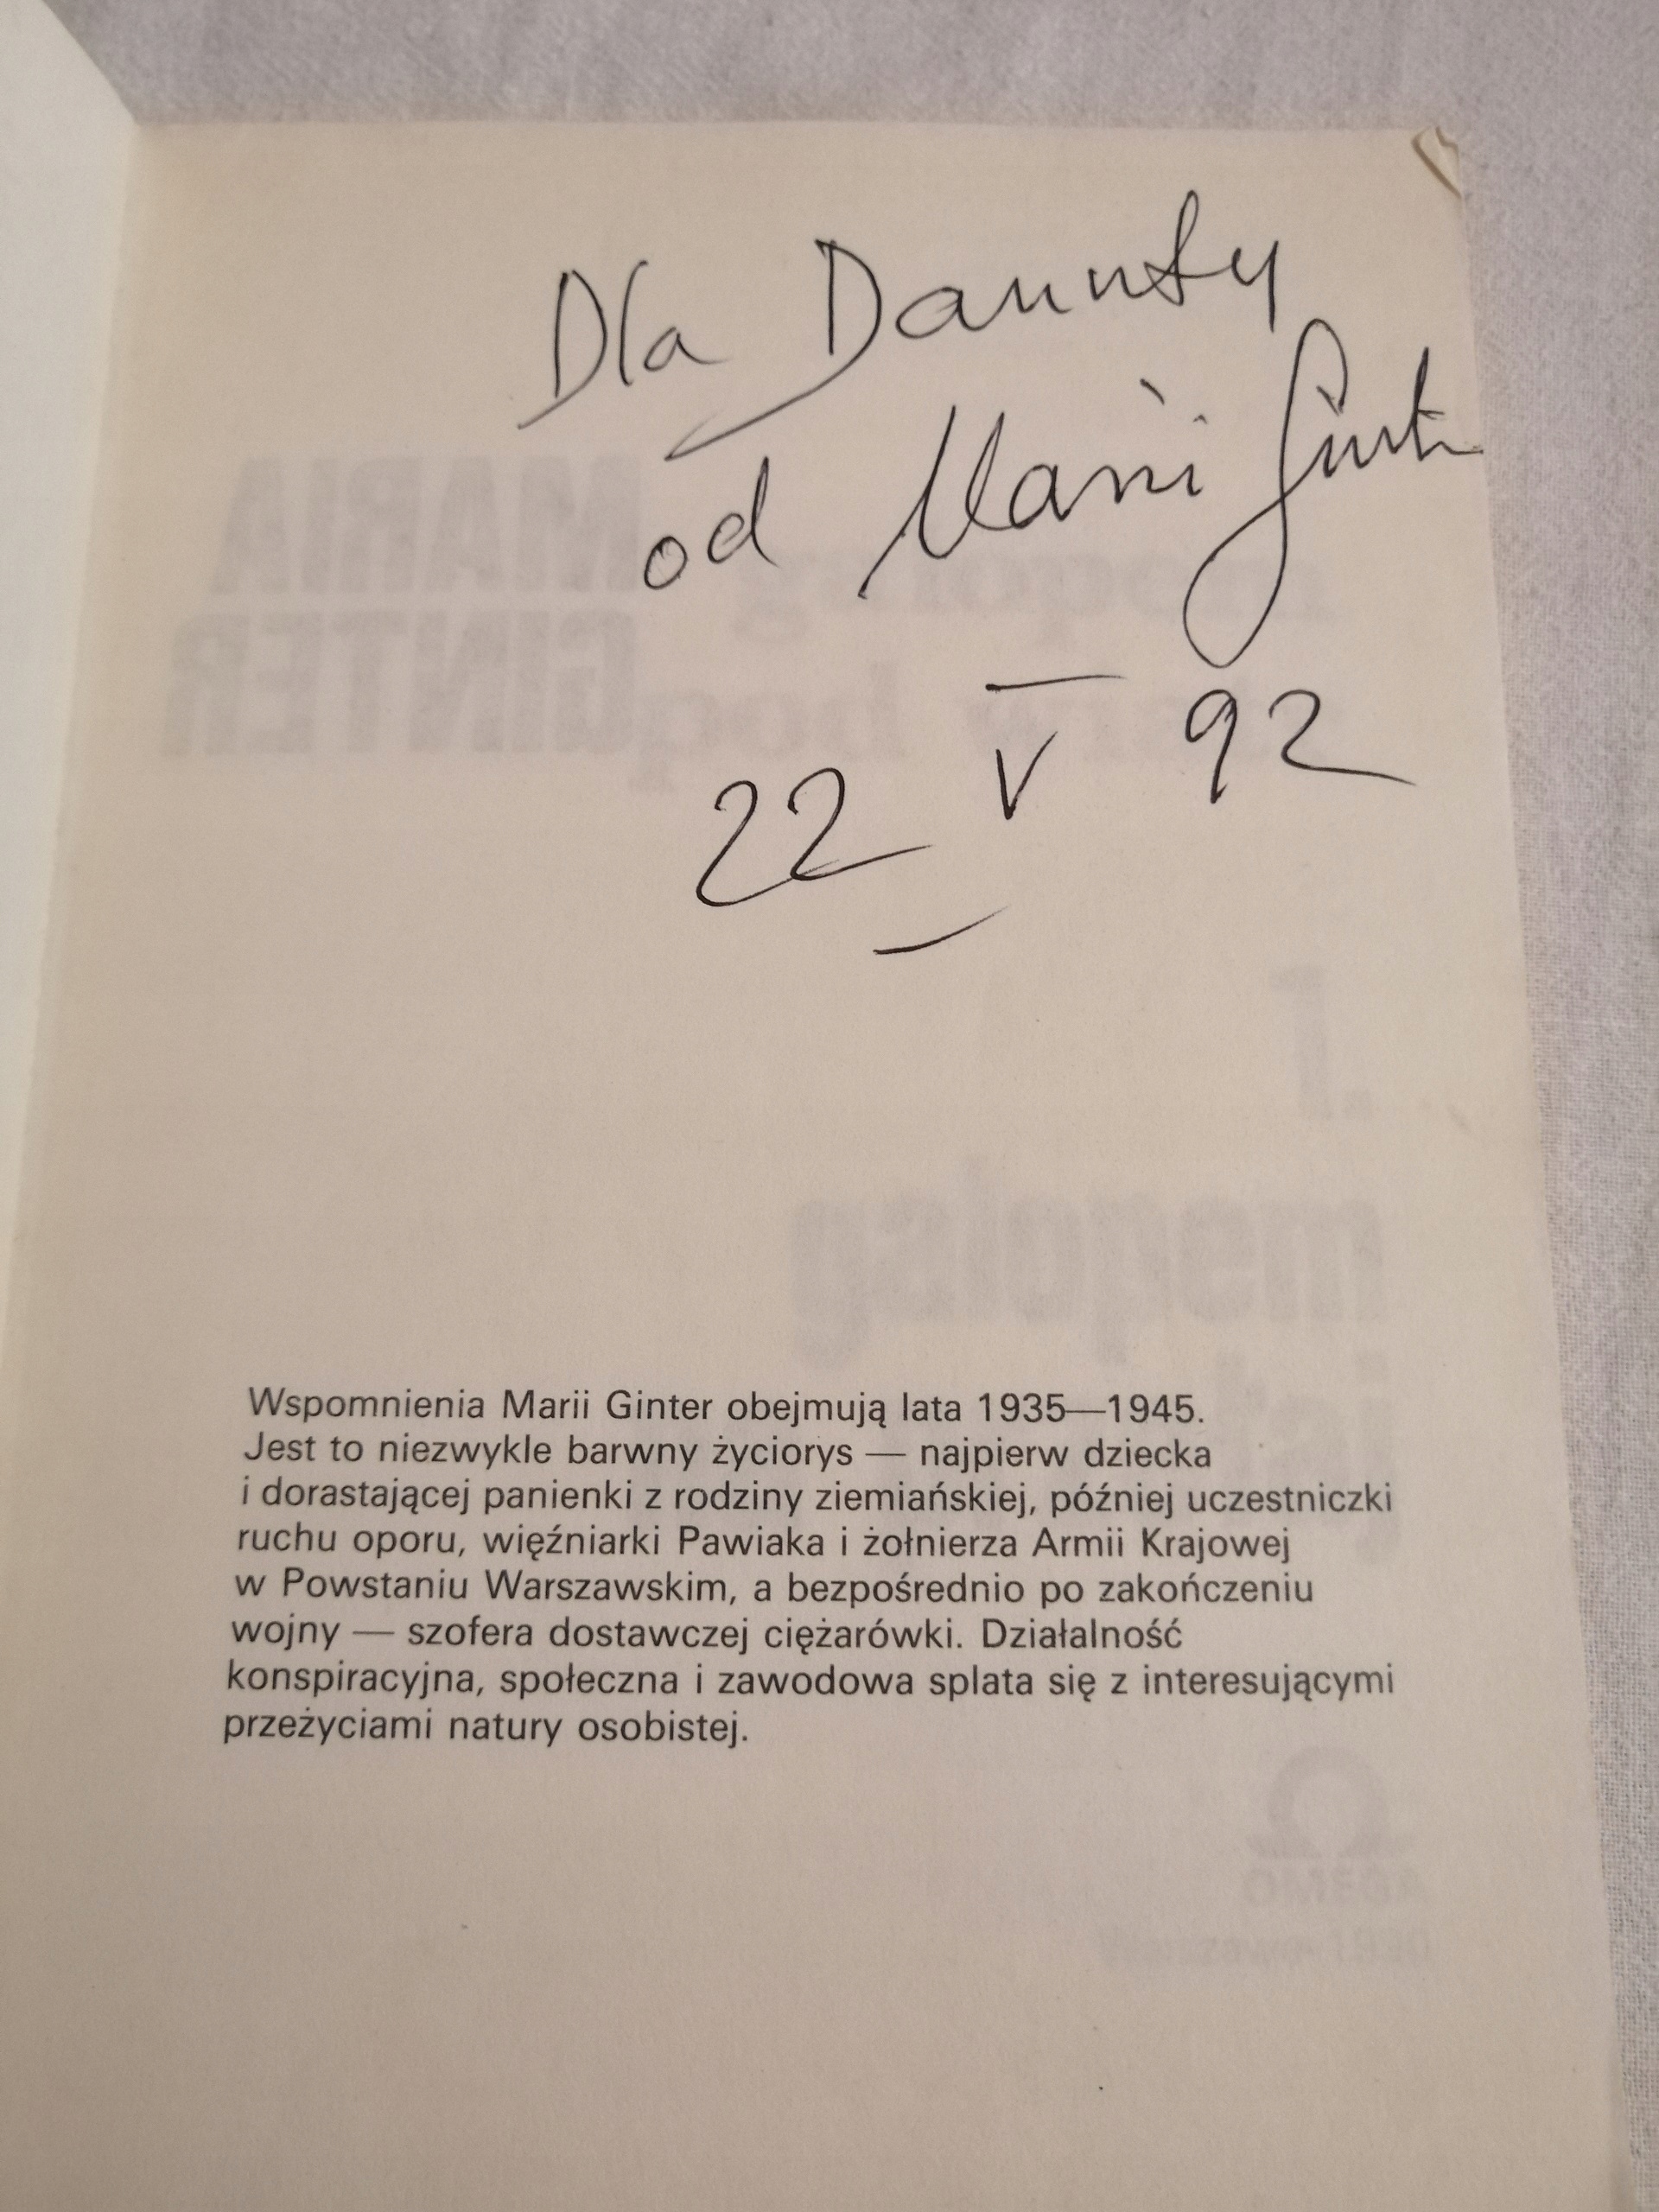 Dla Danuty
od Marii Ginter
22 V 92
Wspomnienia Marii Ginter obejmują lata 1935—1945.
Jest to niezwykle barwny życiorys — najpierw dziecka
i dorastającej panienki z rodziny ziemiańskiej, później uczestniczki
ruchu oporu, więźniarki Pawiaka i żołnierza Armii Krajowej
w Powstaniu Warszawskim, a bezpośrednio po zakończeniu
wojny — szofera dostawczej ciężarówki. Działalność
konspiracyjna, społeczna i zawodowa splata się z interesującymi
przeżyciami natury osobistej.